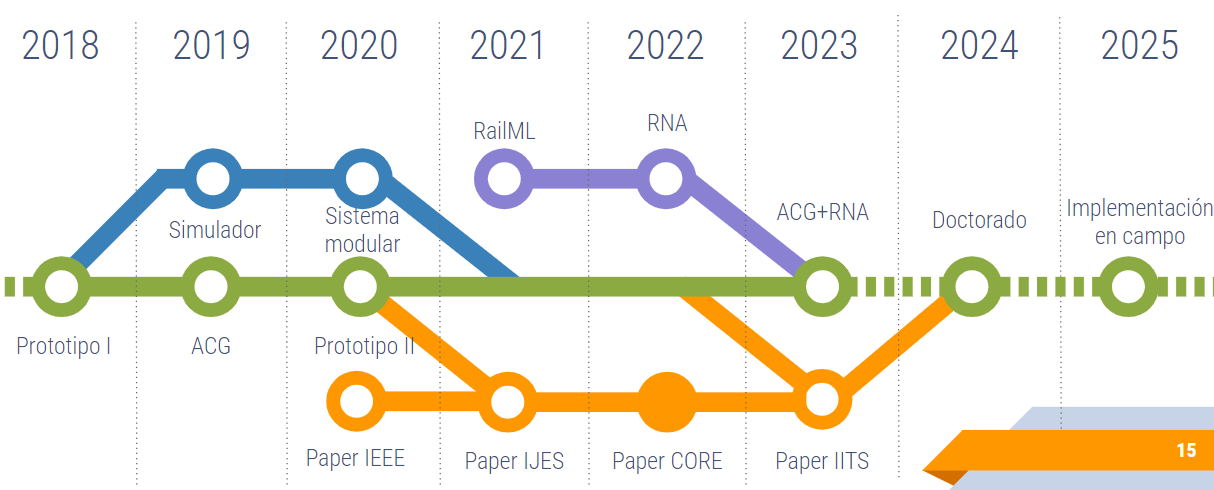 2018
2019
2020
2021
2022
2023
2024
2025
RailML
RNA
Simulador
Sistema
modular
ACG+RNA
Doctorado
Implementación
en campo
Prototipo I
ACG
Prototipo II
Paper IEEE
Paper IJES
Paper CORE
Paper IITS
15